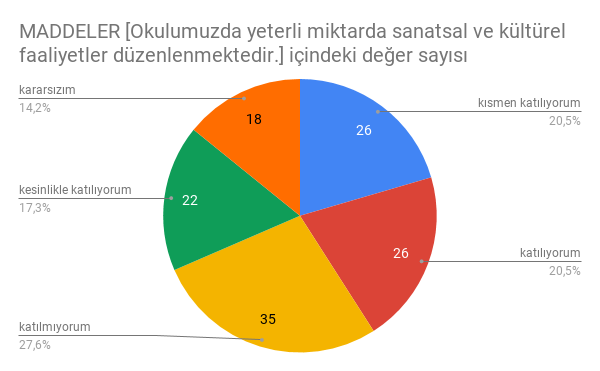 MADDELER [Okulumuzda yeterli miktarda sanatsal ve kültürel
faaliyetler düzenlenmektedir.] içindeki değer sayısı
kararsızım
14,2%
kısmen katılıyorum
20,5%
18
26
kesinlikle katılıyorum
17,3%
22
katılıyorum
20,5%
26
35
katılmıyorum
27,6%